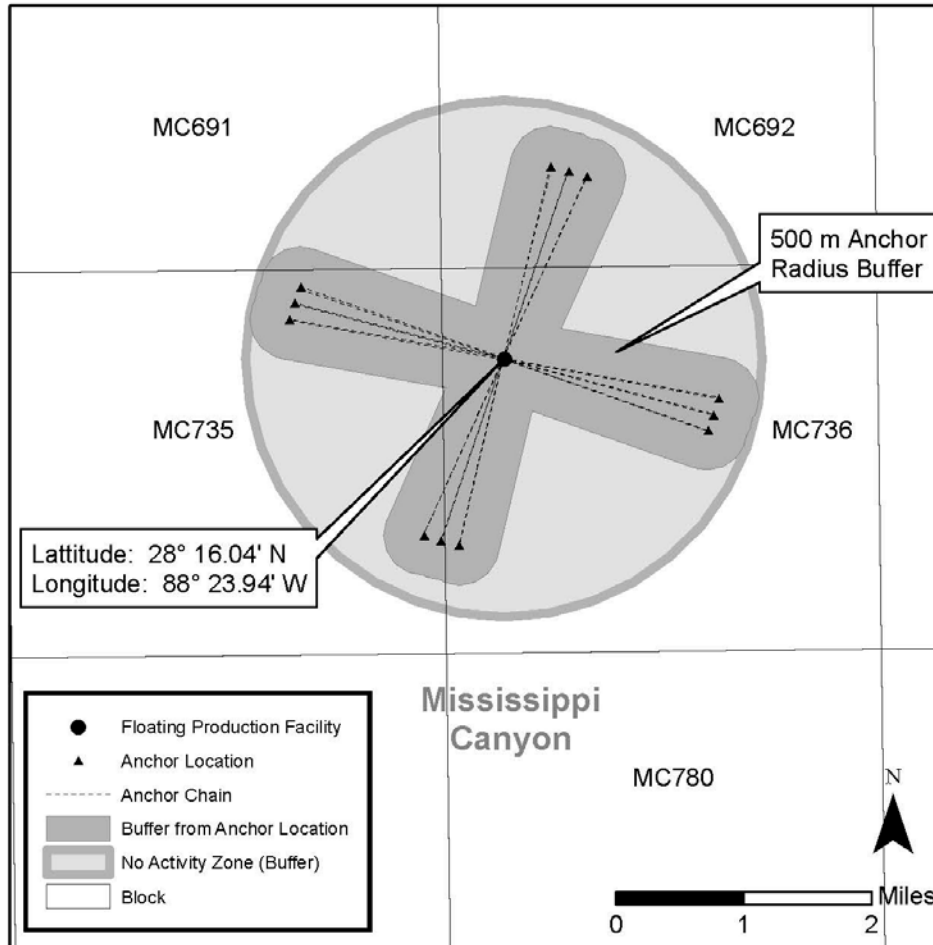 MC691
MC692
500 m Anchor
Radius Buffer
MC735
MC736
Lattitude: 28° 16.04' N
Longitude: 88° 23.94' W
Mississippi
Canyon
MC780
Floating Production Facility
Anchor Location
Anchor Chain
Buffer from Anchor Location
No Activity Zone (Buffer)
Block
N
Miles
0 1 2